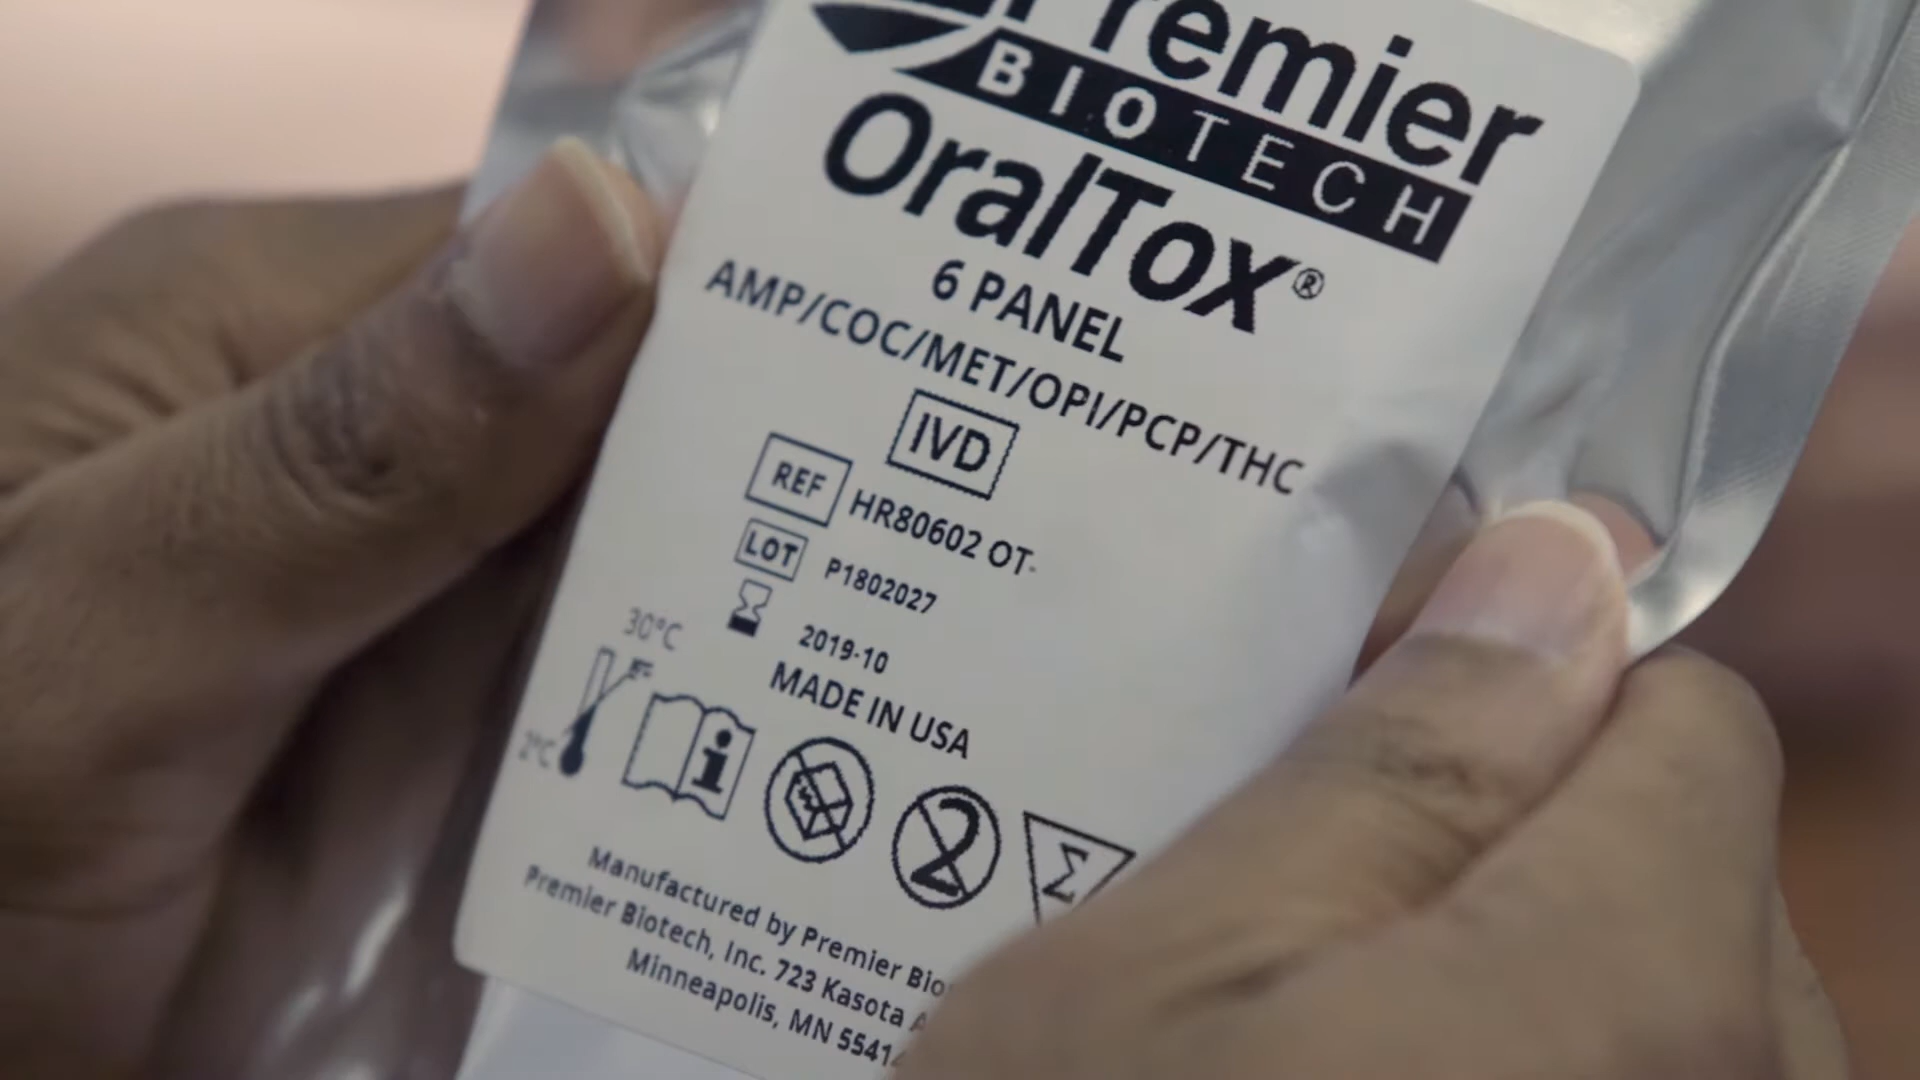 Premier
BIOTECH
OralTox®
6 PANEL
AMP/COC/MET/OPI/PCP/THC
IVD
REF HR80602 OT
LOT P1802027
2019-10
MADE IN USA
30°C
2°C
i
2
Σ
Manufactured by Premier Bio
Premier Biotech, Inc. 723 Kasota
Minneapolis, MN 5541